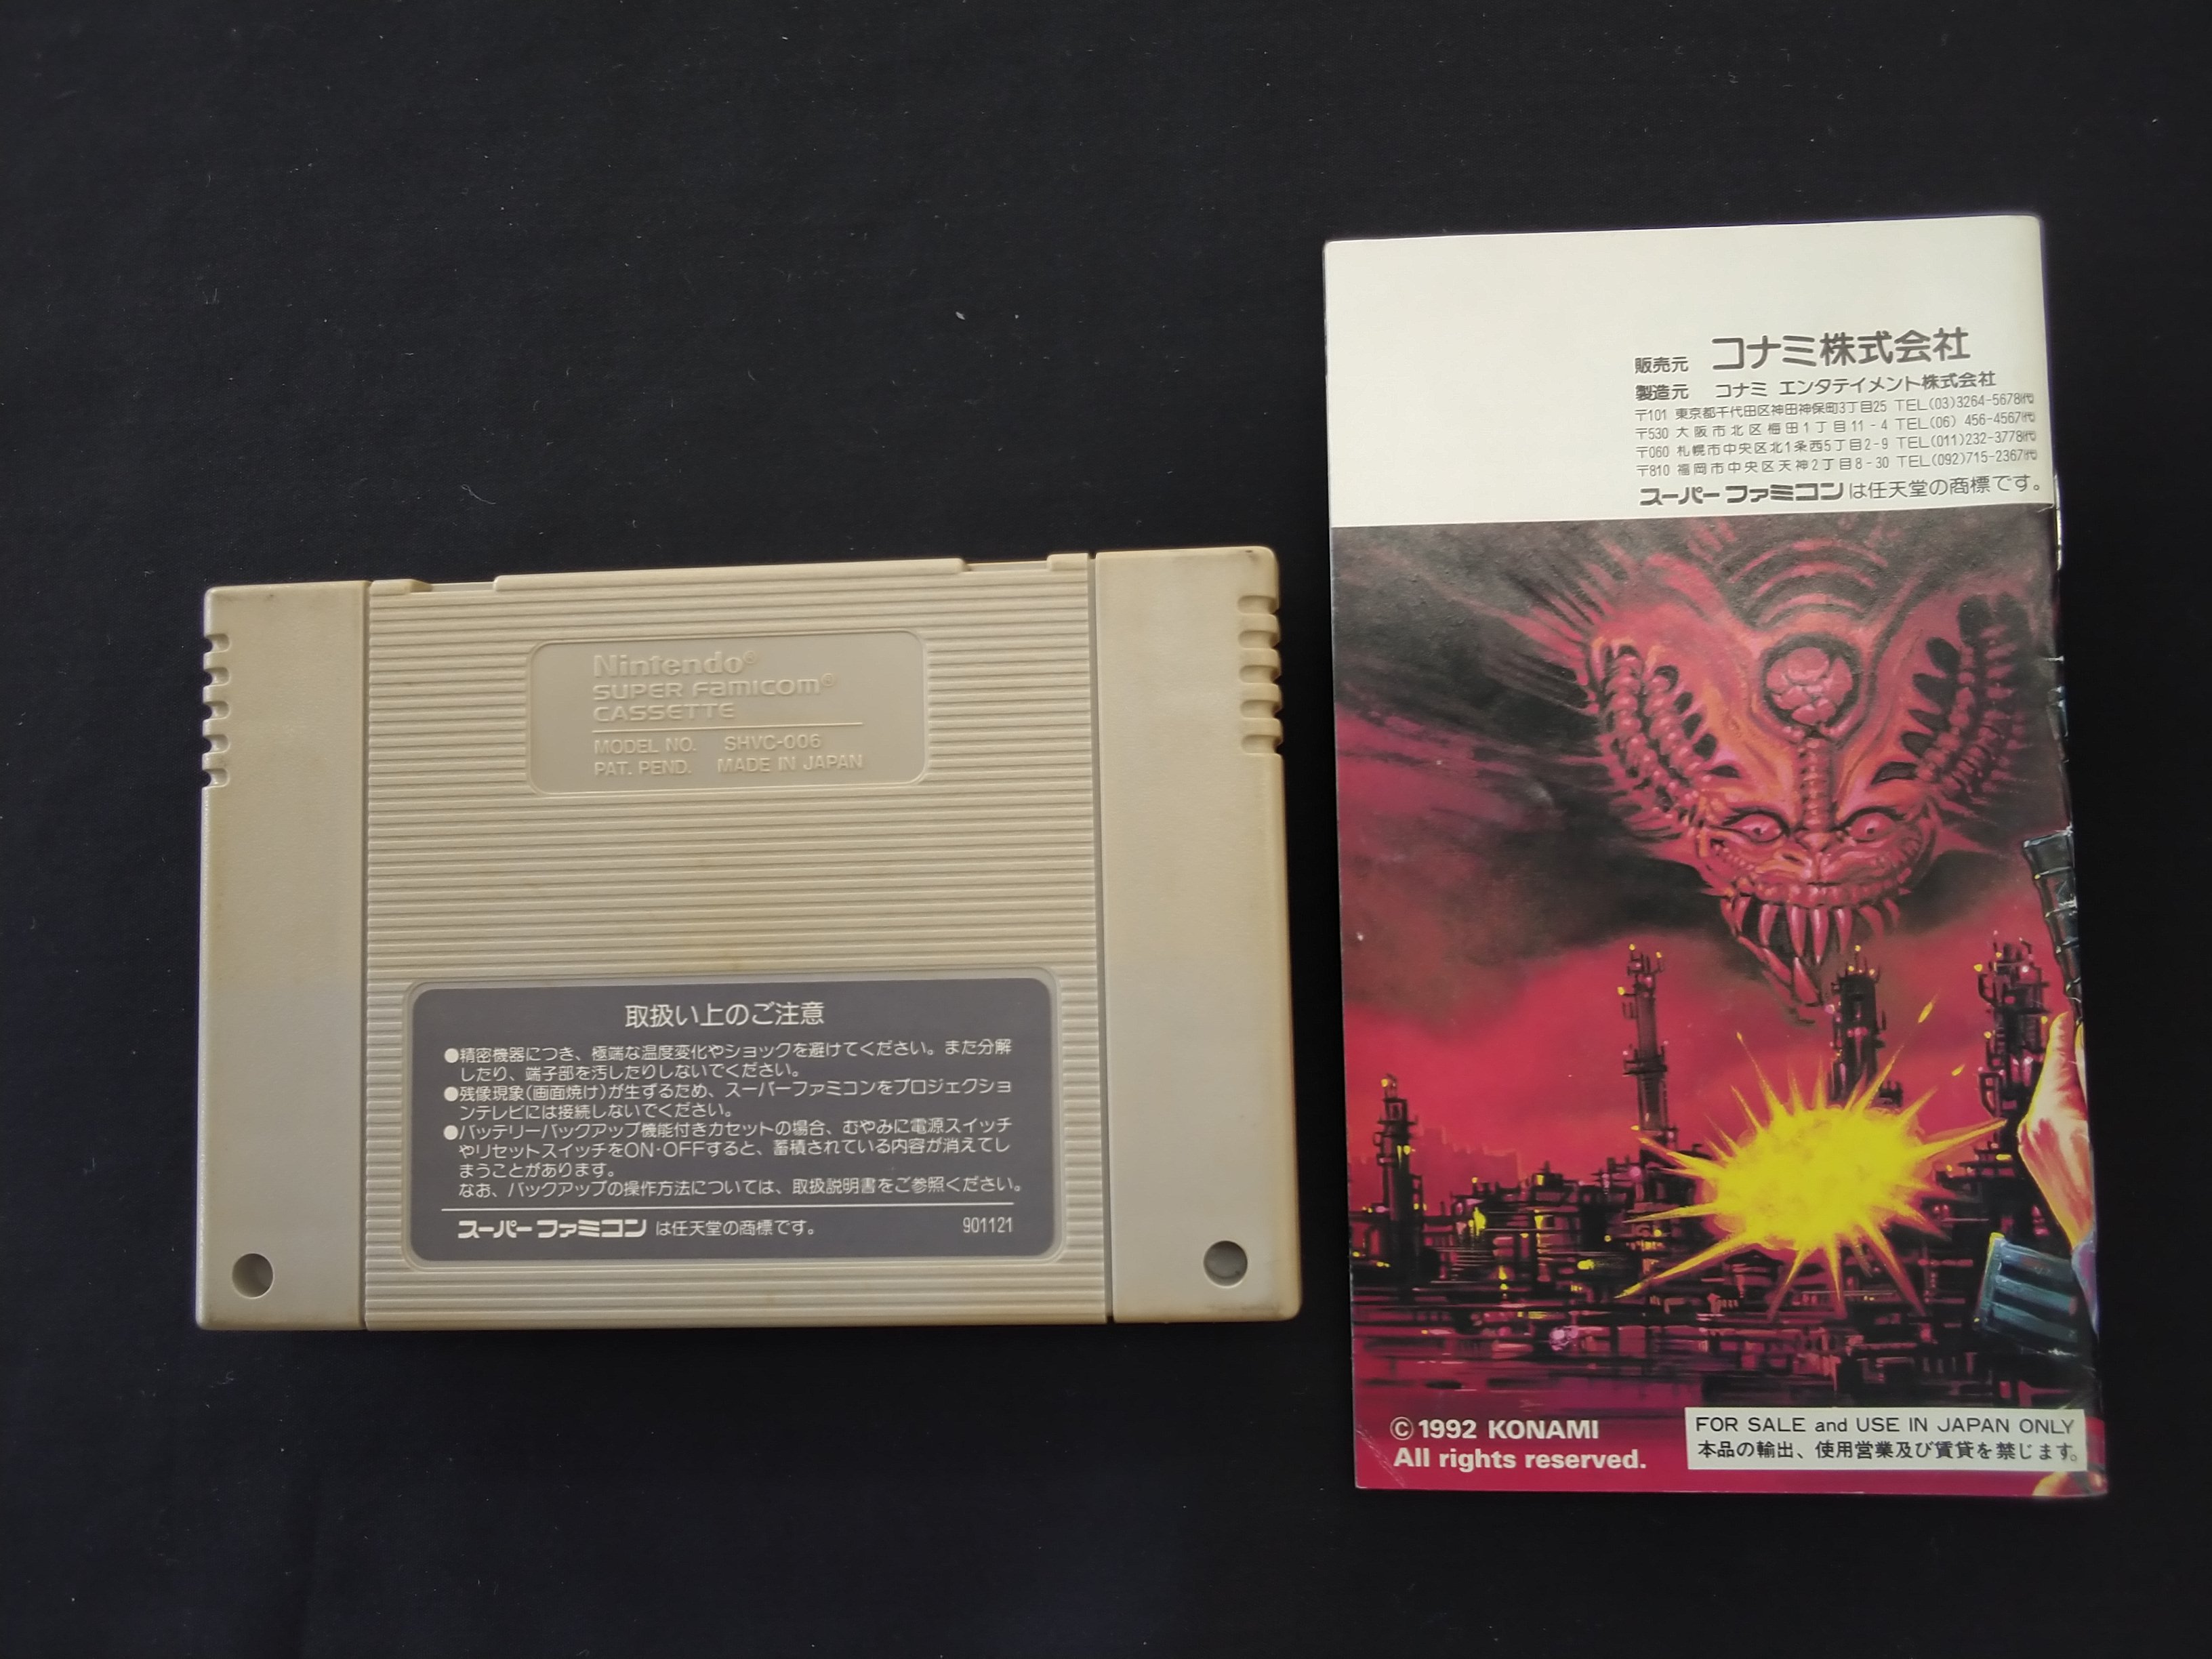 Nintendo®
SUPER Famicom®
CASSETTE
MODEL NO. SHVC-006
PAT. PEND. MADE IN JAPAN
取扱い上のご注意
●精密機器につき、極端な温度変化やショックを避けてください。また分解
したり、端子部を汚したりしないでください。
●残像現象(画面焼け)が生ずるため、スーパーファミコンをプロジェクショ
ンテレビには接続しないでください。
●バッテリーバックアップ機能付きカセットの場合、むやみに電源スイッチ
やリセットスイッチをON・OFFすると、蓄積されている内容が消えてし
まうことがあります。
なお、バックアップの操作方法については、取扱説明書をご参照ください。
スーパーファミコン は任天堂の商標です。 901121
販売元 コナミ株式会社
製造元 コナミ エンタテイメント株式会社
〒101 東京都千代田区神田神保町3丁目25 TEL(03)3264-5678㈹
〒530 大阪市北区梅田1丁目11-4 TEL(06) 456-4567㈹
〒060 札幌市中央区北1条西5丁目2-9 TEL(011)232-3778㈹
〒810 福岡市中央区天神2丁目8-30 TEL(092)715-2367㈹
スーパーファミコン は任天堂の商標です。
©1992 KONAMI
All rights reserved.
FOR SALE and USE IN JAPAN ONLY
本品の輸出、使用営業及び賃貸を禁じます。